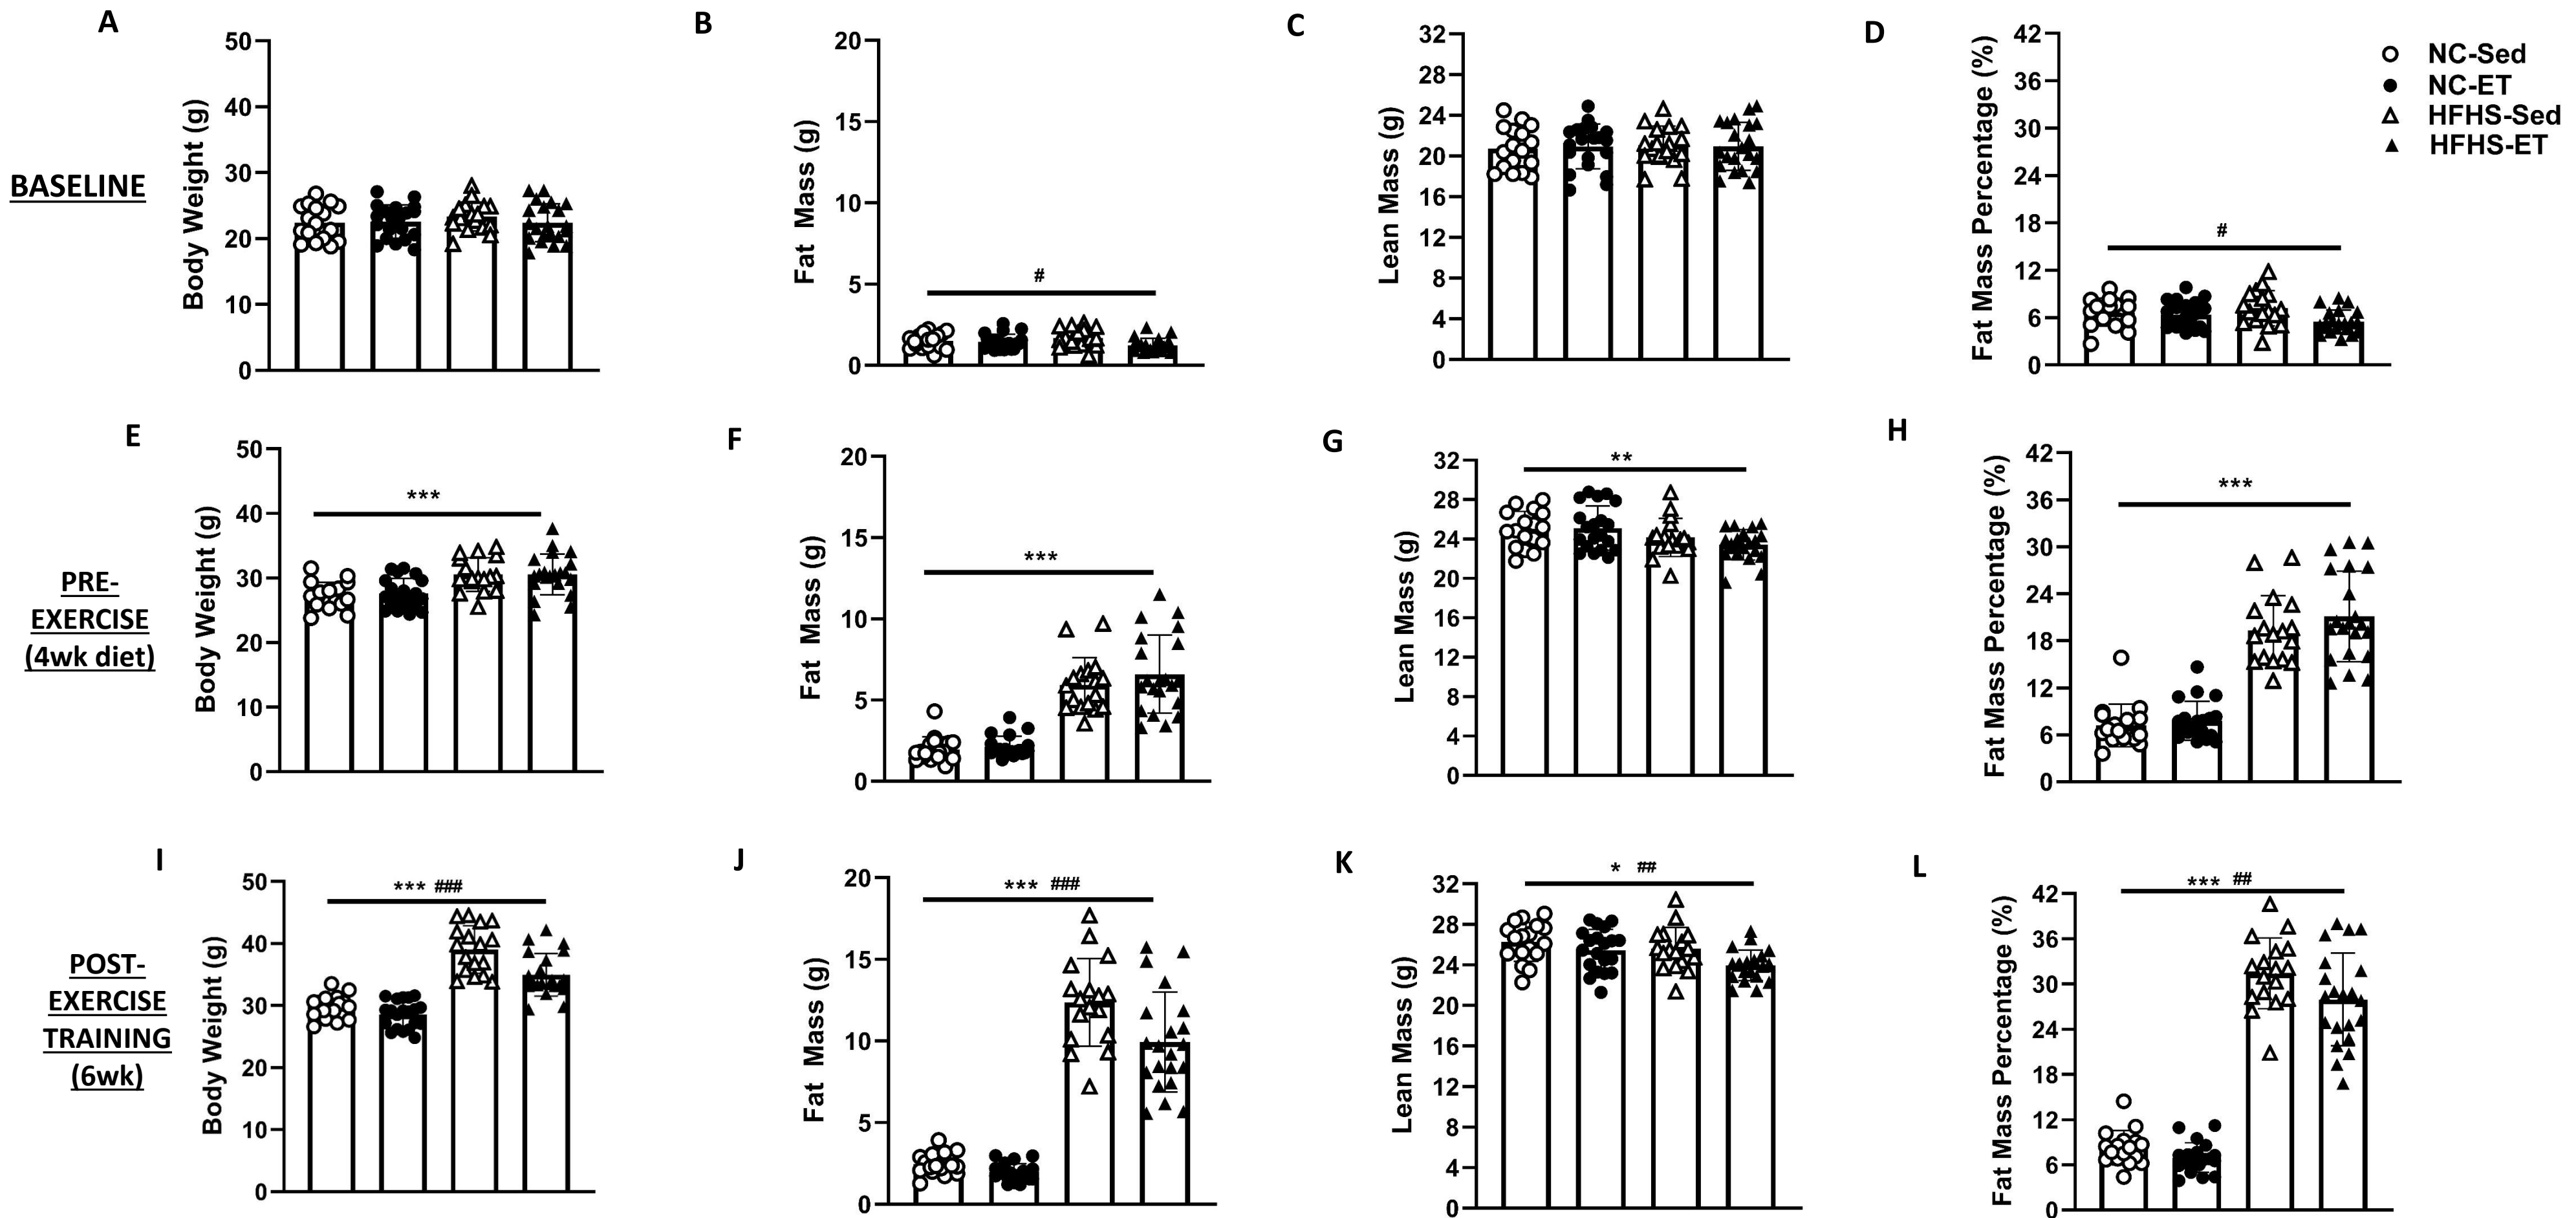 A
Body Weight (g)
50
40
30
20
10
0
B
Fat Mass (g)
20
15
10
5
0
#
C
Lean Mass (g)
32
28
24
20
16
12
8
4
0
D
Fat Mass Percentage (%)
42
36
30
24
18
12
6
0
#
NC-Sed
NC-ET
HFHS-Sed
HFHS-ET
BASELINE
E
Body Weight (g)
50
40
30
20
10
0
***
F
Fat Mass (g)
20
15
10
5
0
***
G
Lean Mass (g)
32
28
24
20
16
12
8
4
0
**
H
Fat Mass Percentage (%)
42
36
30
24
18
12
6
0
***
PRE-
EXERCISE
(4wk diet)
I
Body Weight (g)
50
40
30
20
10
0
*** ###
J
Fat Mass (g)
20
15
10
5
0
*** ###
K
Lean Mass (g)
32
28
24
20
16
12
8
4
0
* ##
L
Fat Mass Percentage (%)
42
36
30
24
18
12
6
0
*** ##
POST-
EXERCISE
TRAINING
(6wk)